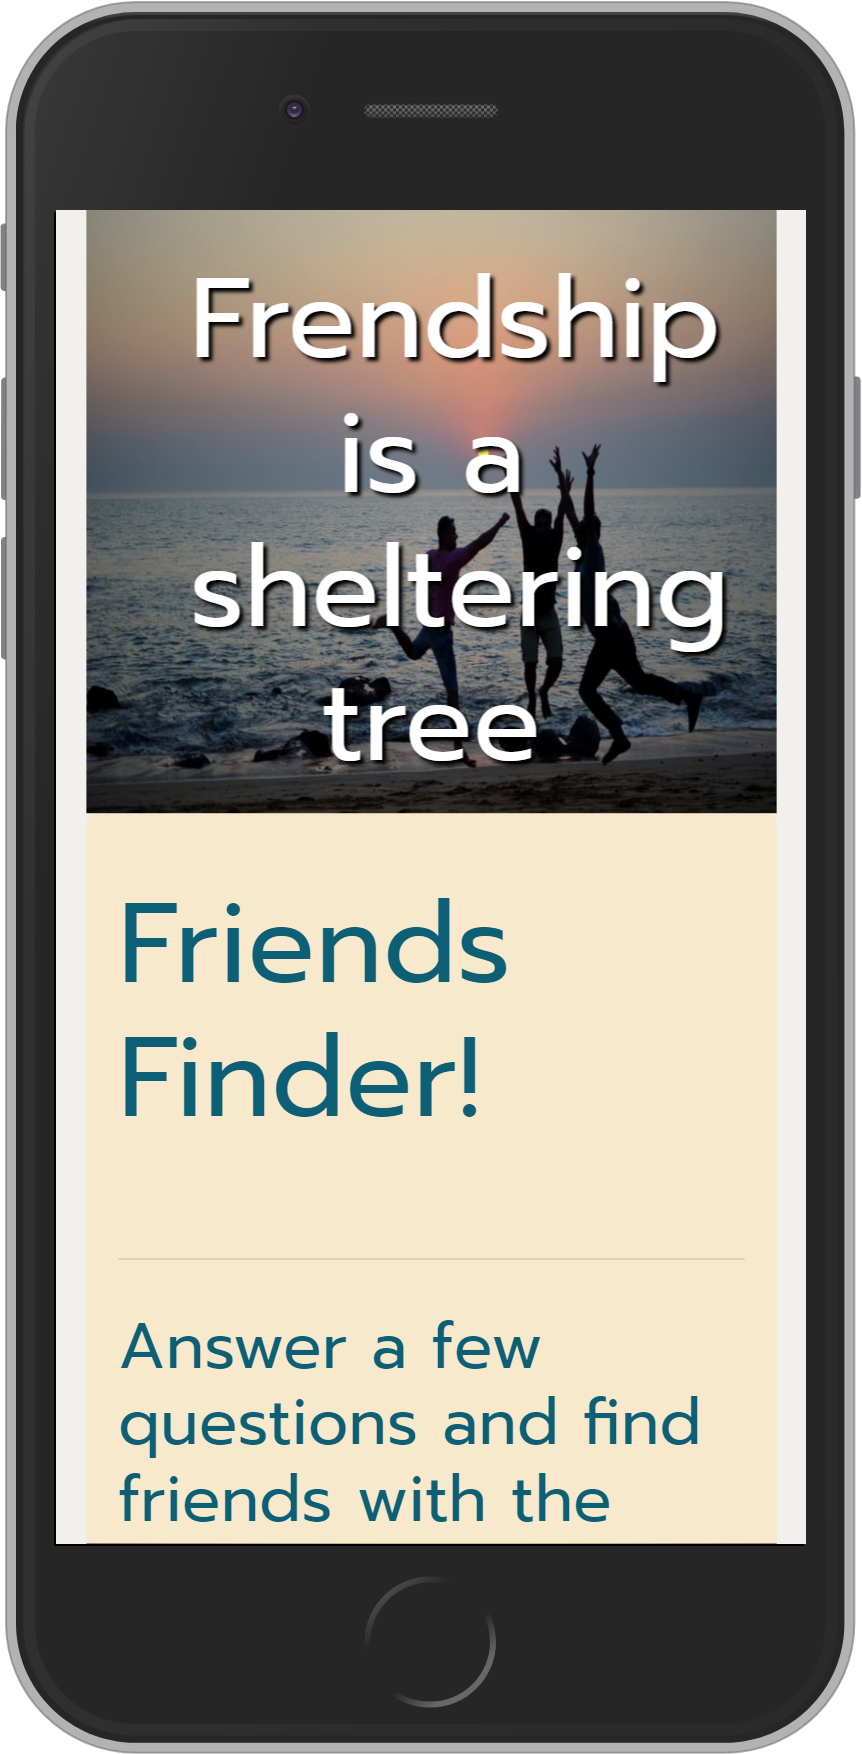 Frendship
is a
sheltering
tree
Friends
Finder!
Answer a few
questions and find
friends with the